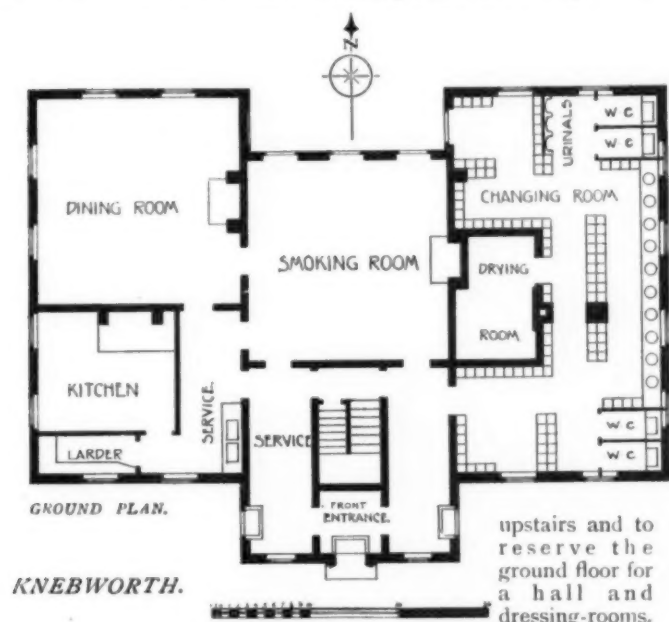 N
DINING ROOM
SMOKING ROOM
KITCHEN
LARDER
SERVICE.
SERVICE
FRONT
ENTRANCE.
URINALS
W C
W C
CHANGING ROOM
DRYING
ROOM
W C
W C
GROUND PLAN.
KNEBWORTH.
upstairs and to
reserve the
ground floor for
a hall and
dressing-rooms.